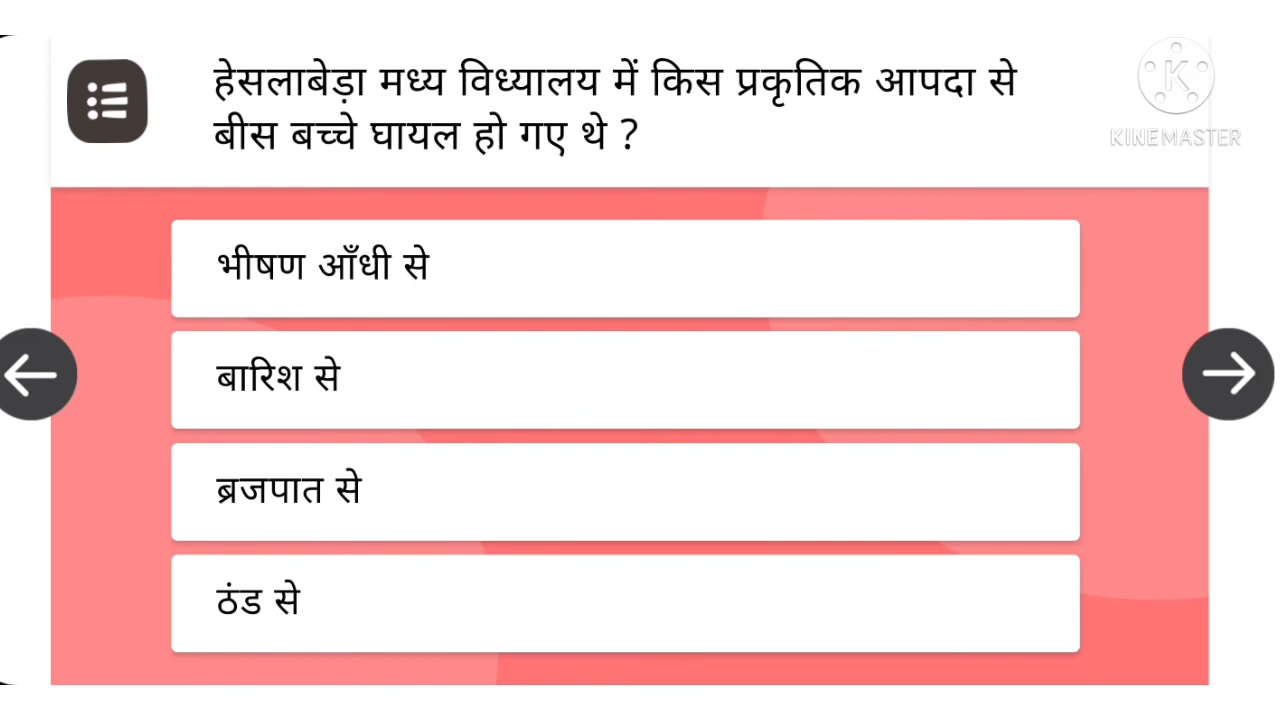 हेसलाबेड़ा मध्य विध्यालय में किस प्रकृतिक आपदा से
बीस बच्चे घायल हो गए थे ?
K
KINEMASTER
भीषण आँधी से
बारिश से
ब्रजपात से
ठंड से